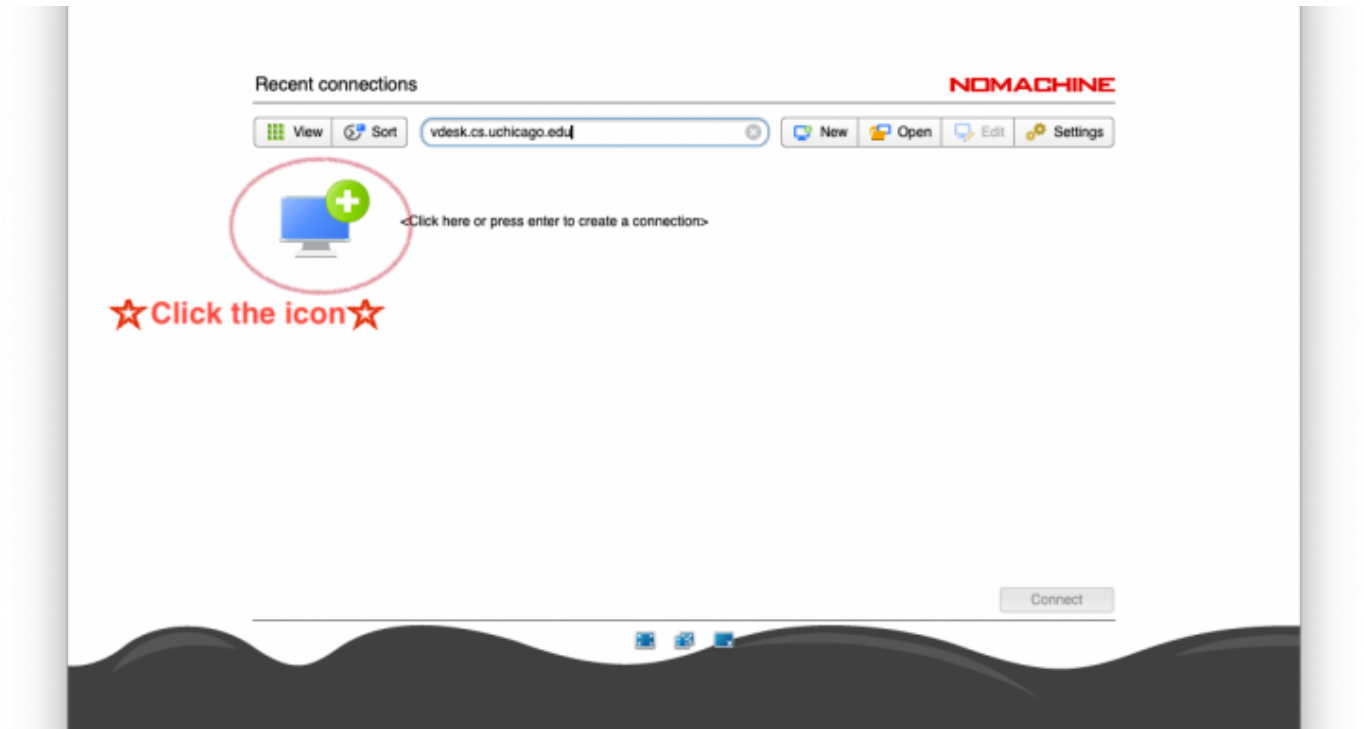 Recent connections
NOMACHINE
View Sort vdesk.cs.uchicago.edu New Open Edit Settings
<Click here or press enter to create a connection>
Click the icon
Connect